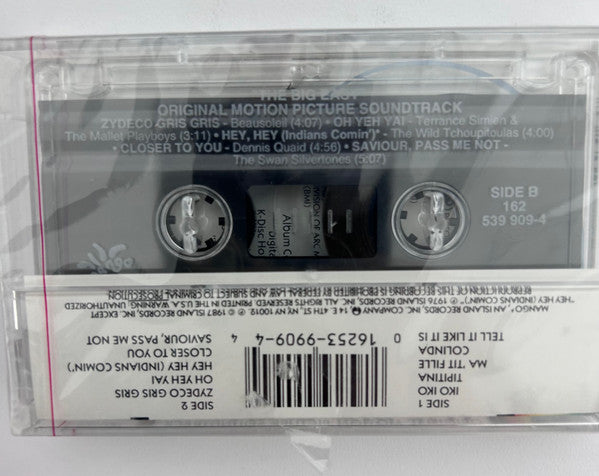 THE BIG EASY
ORIGINAL MOTION PICTURE SOUNDTRACK
ZYDECO GRIS GRIS - Beausoleil (4:07) • OH YEH YAI - Terrance Simien &
The Mallet Playboys (3:11) • HEY, HEY (Indians Comin')* - The Wild Tchoupitoulas (4:00)
• CLOSER TO YOU - Dennis Quaid (4:56) • SAVIOUR, PASS ME NOT -
The Swan Silvertones (5:07)
SIDE B
162
539 909-4
Album C
Digita
K-Disc Ho
SIDE 1
IKO IKO
TIPITINA
MA 'TIT FILLE
COLINDA
TELL IT LIKE IT IS
SIDE 2
ZYDECO GRIS GRIS
OH YEH YAI
HEY HEY (INDIANS COMIN')
CLOSER TO YOU
SAVIOUR, PASS ME NOT
0 16253-9909-4 4
MANGO, AN ISLAND RECORDS, INC. COMPANY 14 E. 4TH ST., NY, NY 10012 ℗ 1987 ISLAND RECORDS INC. EXCEPT
"HEY HEY (INDIANS COMIN')" ℗ 1976 ISLAND RECORDS, INC. ALL RIGHTS RESERVED. PRINTED IN THE U.S.A. WARNING: UNAUTHORIZED
REPRODUCTION OF THIS RECORDING IS PROHIBITED BY FEDERAL LAW AND SUBJECT TO CRIMINAL PROSECUTION.